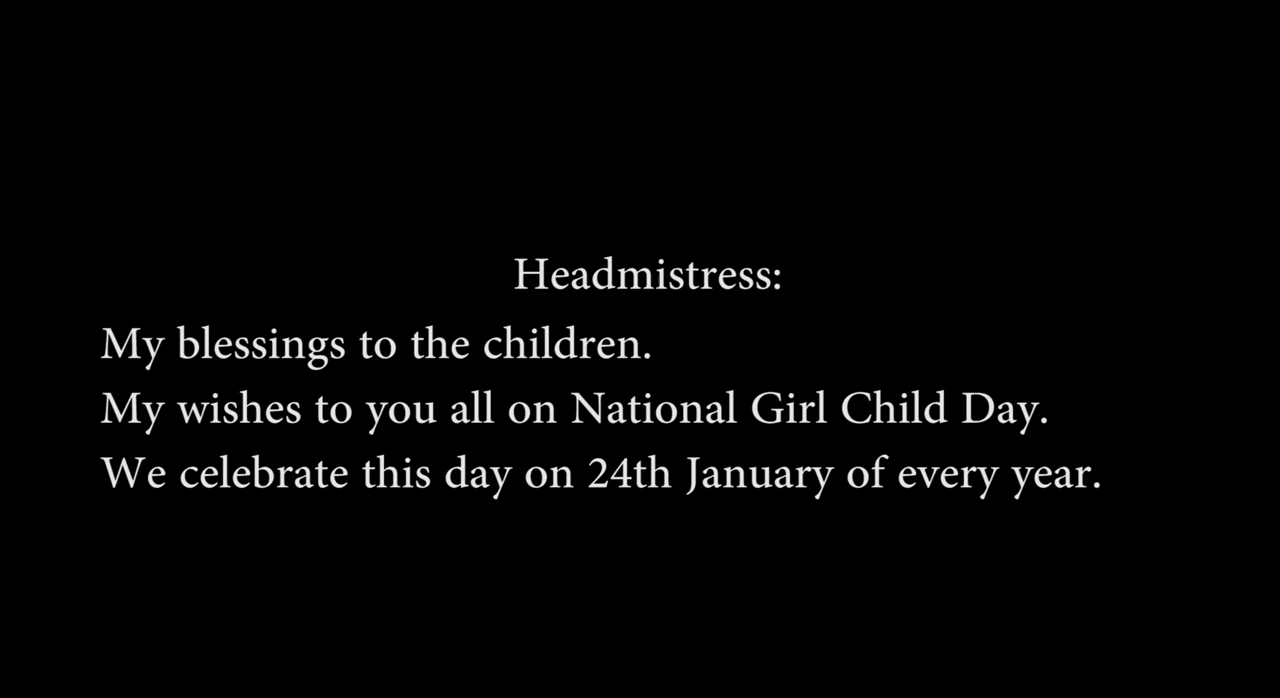 Headmistress:
My blessings to the children.
My wishes to you all on National Girl Child Day.
We celebrate this day on 24th January of every year.